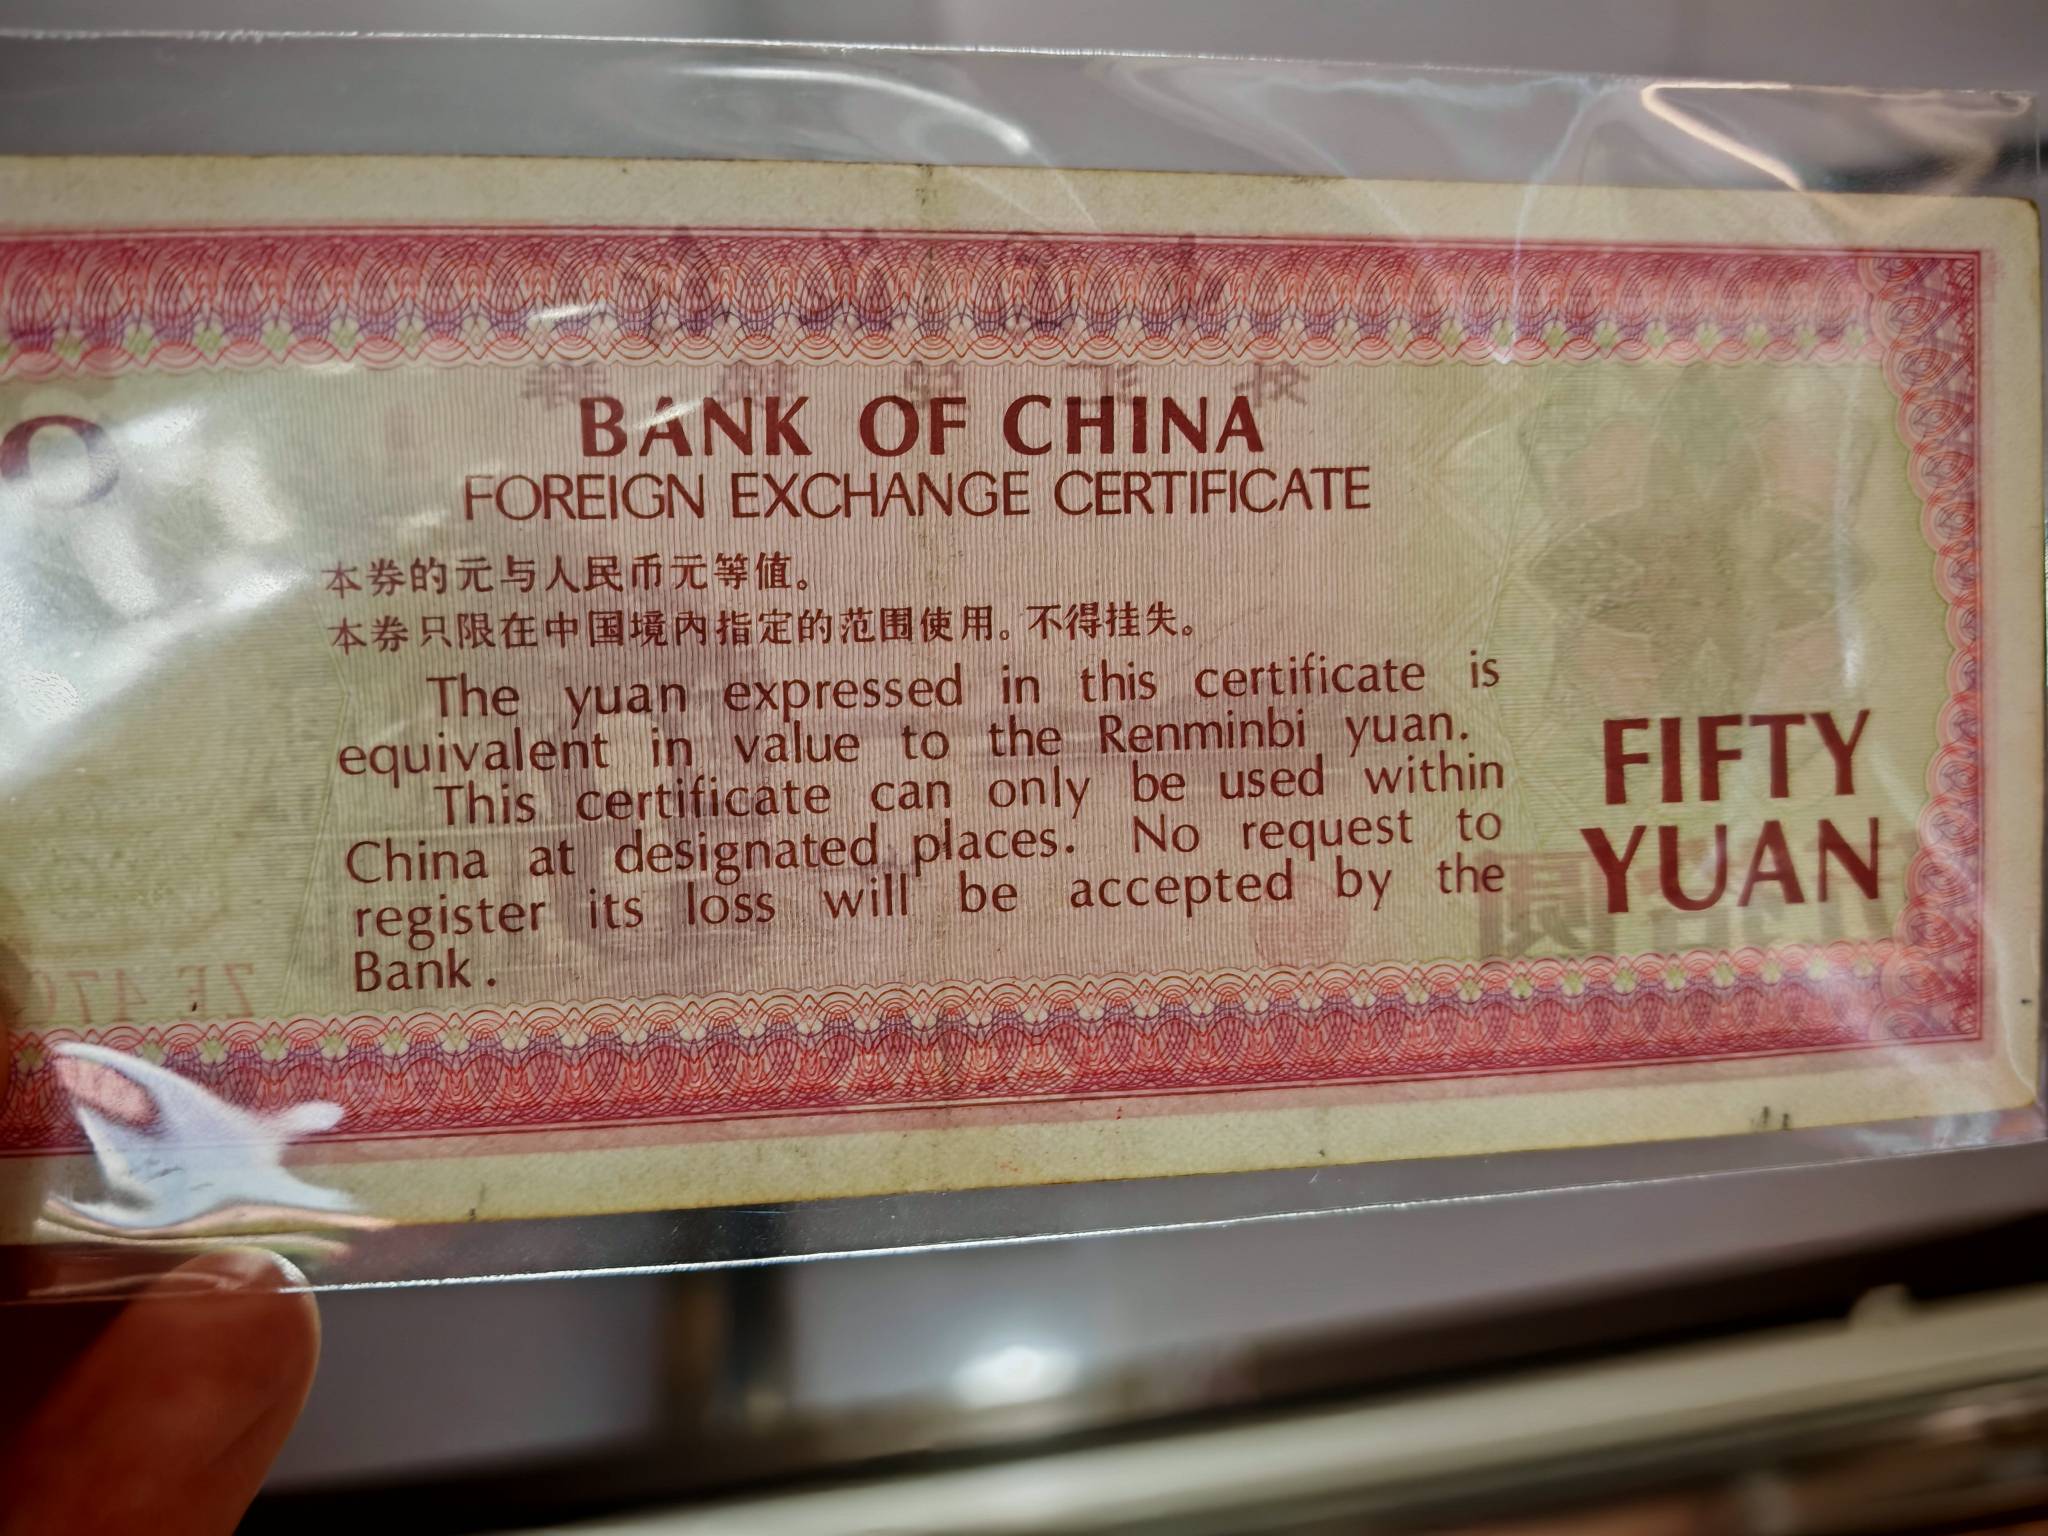 BANK OF CHINA
FOREIGN EXCHANGE CERTIFICATE
本券的元与人民币元等值。
本券只限在中国境内指定的范围使用。不得挂失。
The yuan expressed in this certificate is
equivalent in value to the Renminbi yuan.
This certificate can only be used within
China at designated places. No request to
register its loss will be accepted by the
Bank.
FIFTY
YUAN